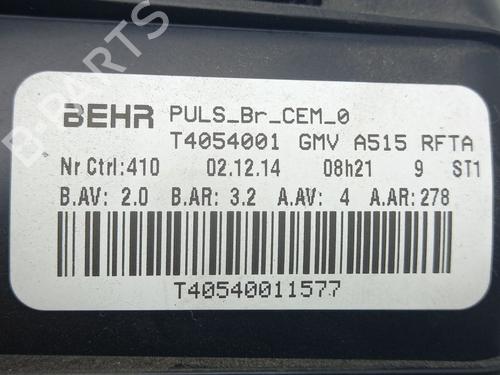 BEHR PULS_Br_CEM_0
T4054001 GMV A515 RFTA
Nr Ctrl:410 02.12.14 08h21 9 ST1
B.AV: 2.0 B.AR: 3.2 A.AV: 4 A.AR:278
T40540011577
B-PARTS